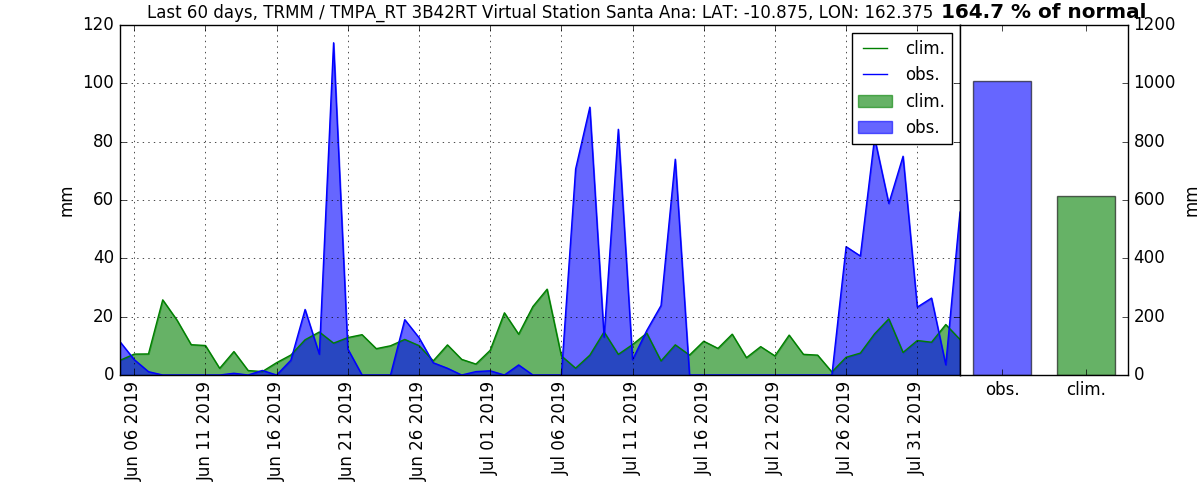 Last 60 days, TRMM / TMPA_RT 3B42RT Virtual Station Santa Ana: LAT: -10.875, LON: 162.375 164.7 % of normal
120
100
80
60
40
20
0
mm
clim.
obs.
clim.
obs.
1200
1000
800
600
400
200
0
mm
Jun 06 2019
Jun 11 2019
Jun 16 2019
Jun 21 2019
Jun 26 2019
Jul 01 2019
Jul 06 2019
Jul 11 2019
Jul 16 2019
Jul 21 2019
Jul 26 2019
Jul 31 2019
obs.
clim.